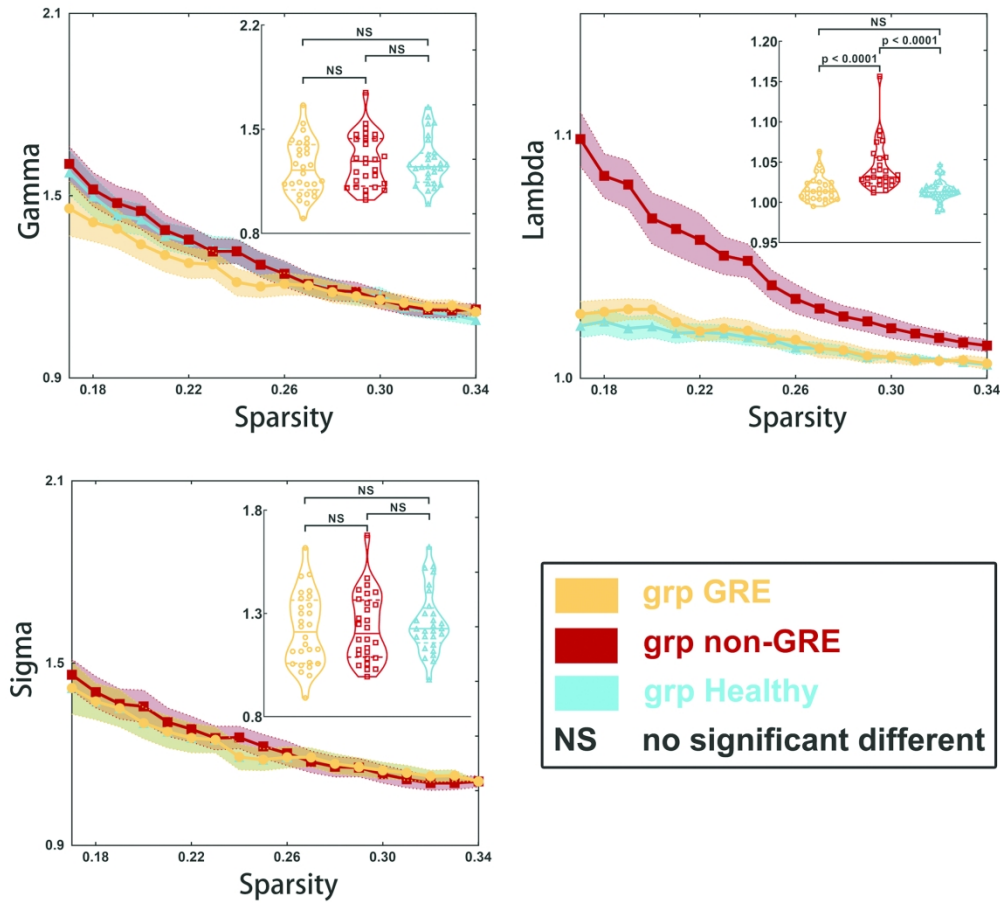 2.1
1.5
0.9
Gamma
0.18
0.22
0.26
0.30
0.34
Sparsity
2.2
1.5
0.8
NS
NS
NS
1.1
1.0
Lambda
0.18
0.22
0.26
0.30
0.34
Sparsity
1.20
1.15
1.10
1.05
1.00
0.95
NS
p < 0.0001
p < 0.0001
2.1
1.5
0.9
Sigma
0.18
0.22
0.26
0.30
0.34
Sparsity
1.8
1.3
0.8
NS
NS
NS
grp GRE
grp non-GRE
grp Healthy
NS no significant different